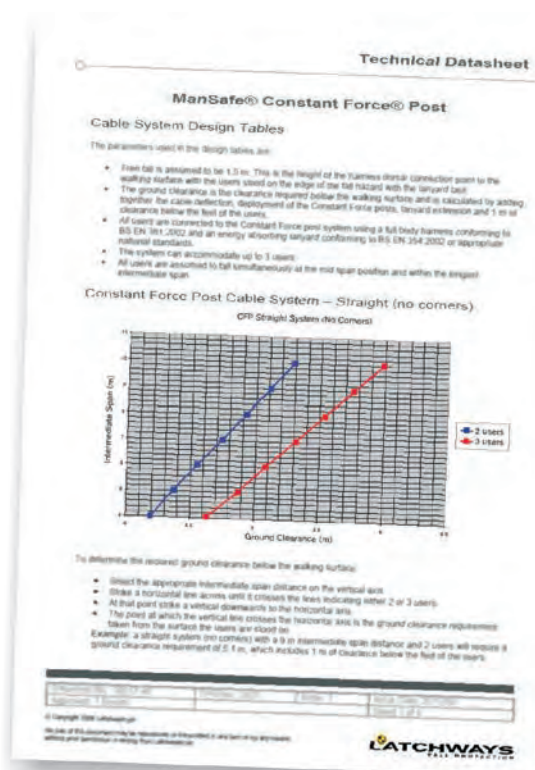 Technical Datasheet
ManSafe® Constant Force® Post
Cable System Design Tables
The parameters used in the design tables are:
Free fall is assumed to be 1.5 m. This is the height of the harness dorsal connection point to the
walking surface with the users stood on the edge of the fall hazard with the lanyard taut.
The ground clearance is the clearance required below the walking surface and is calculated by adding
together the cable deflection, deployment of the Constant Force posts, lanyard extension and 1 m of
clearance below the feet of the users.
All users are connected to the Constant Force post system using a full body harness conforming to
BS EN 361:2002 and an energy absorbing lanyard conforming to BS EN 354:2002 or appropriate
national standards.
The system can accommodate up to 3 users.
All users are assumed to fall simultaneously at the mid span position and within the longest
intermediate span.
Constant Force Post Cable System – Straight (no corners)
CFP Straight System (No Corners)
Intermediate Span (m)
2 users
3 users
Ground Clearance (m)
To determine the required ground clearance below the walking surface:
Select the appropriate intermediate span distance on the vertical axis.
Strike a horizontal line across until it crosses the lines indicating either 2 or 3 users.
At that point strike a vertical downwards to the horizontal axis.
The point at which the vertical line crosses the horizontal axis is the ground clearance requirement
taken from the surface the users are stood on.
Example: a straight system (no corners) with a 9 m intermediate span distance and 2 users will require a
ground clearance requirement of 5.1 m, which includes 1 m of clearance below the feet of the users.
LATCHWAYS
FALL PROTECTION